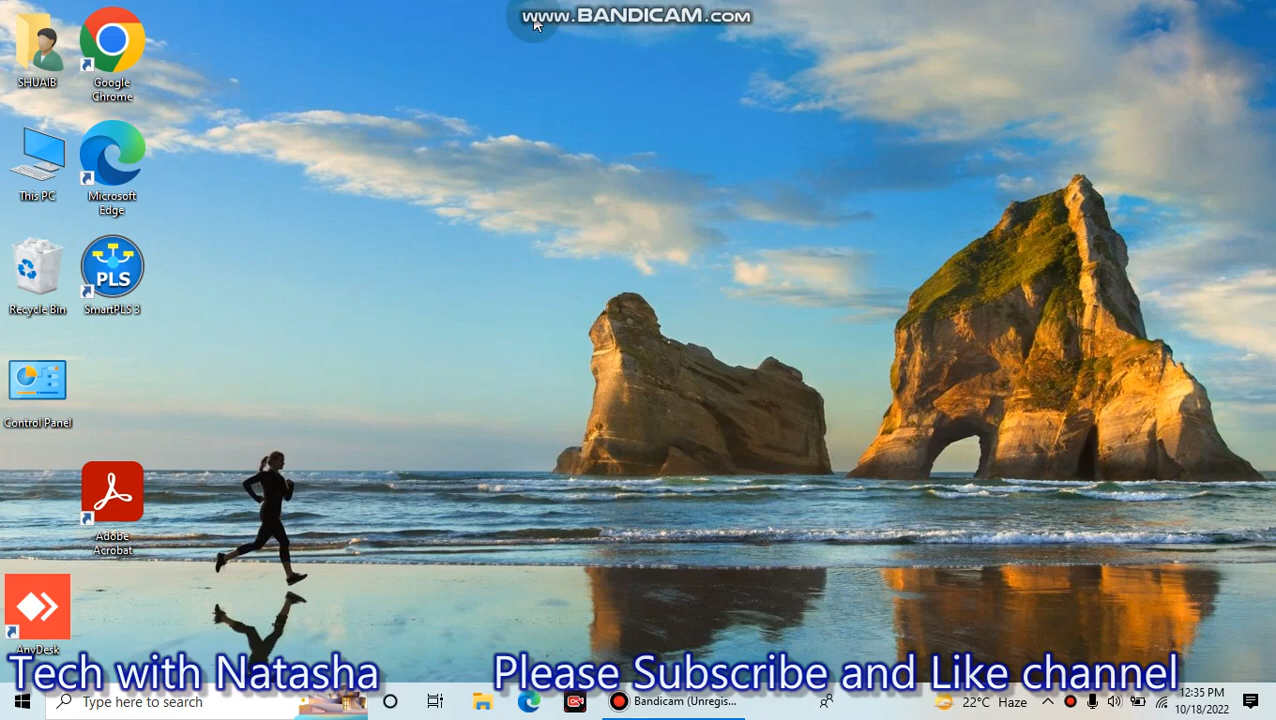 www.BANDICAM.com
SHUAIB
Google
Chrome
This PC
Microsoft
Edge
Recycle Bin
PLS
SmartPLS 3
Control Panel
Adobe
Acrobat
AnyDesk
Tech with Natasha
Please Subscribe and Like channel
Type here to search
Bandicam (Unregis...
22°C Haze
12:35 PM
10/18/2022